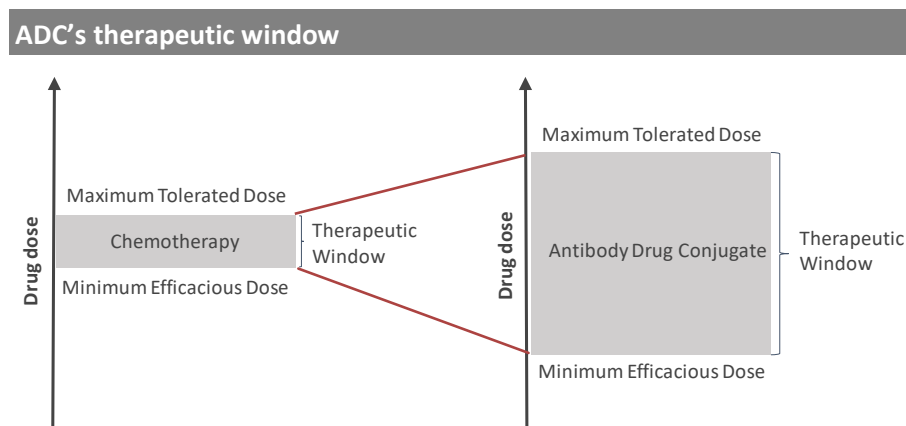 ADC's therapeutic window
Drug dose
Maximum Tolerated Dose
Chemotherapy
Minimum Efficacious Dose
Therapeutic
Window
Drug dose
Maximum Tolerated Dose
Antibody Drug Conjugate
Minimum Efficacious Dose
Therapeutic
Window